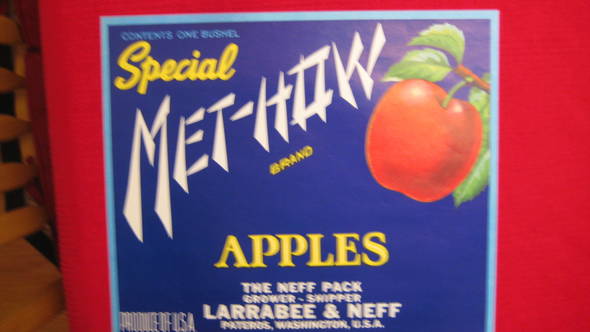 CONTENTS ONE BUSHEL
Special
MET-HOW
BRAND
APPLES
THE NEFF PACK
GROWER - SHIPPER
LARRABEE & NEFF
PATEROS, WASHINGTON, U.S.A.
PRODUCE OF U.S.A.